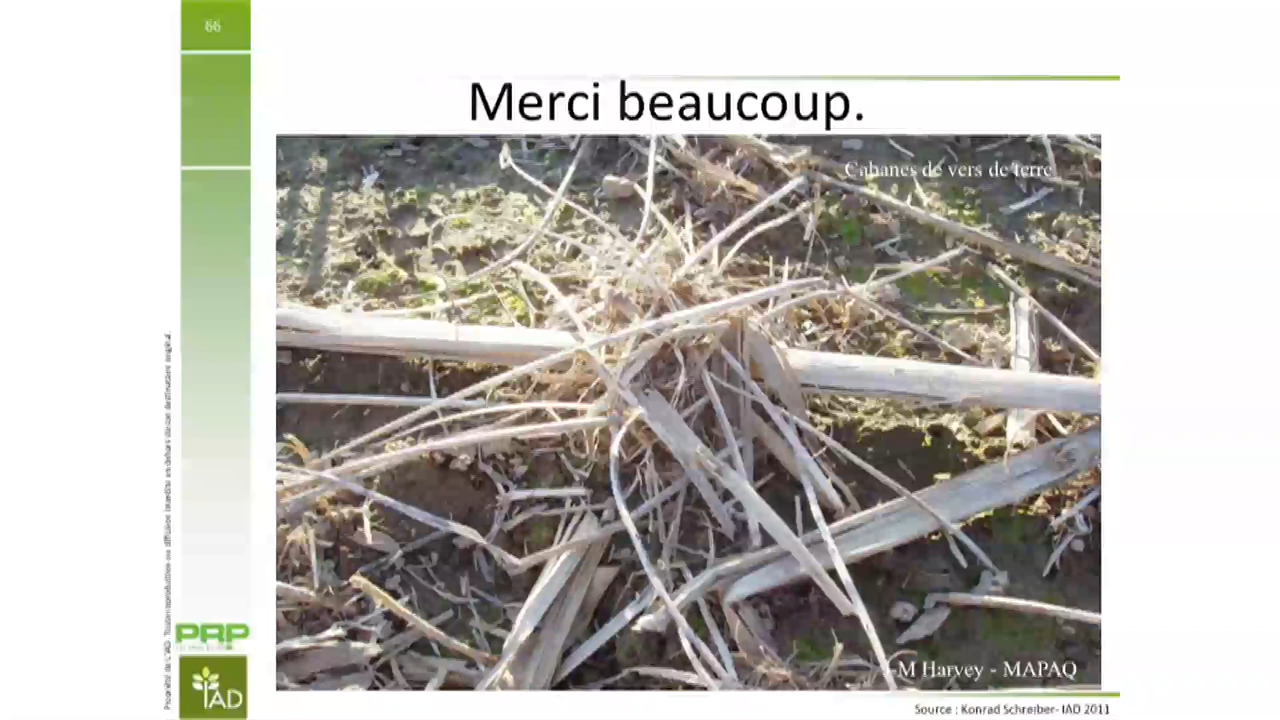 66
Merci beaucoup.
Cabanes de vers de terre
-M Harvey - MAPAQ
PRP
IAD
Source : Konrad Schreiber- IAD 2011